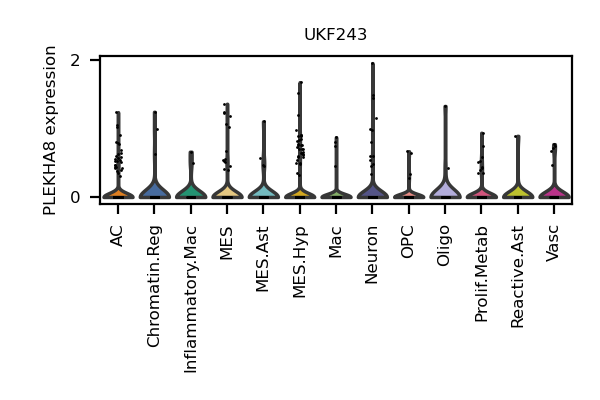 UKF243
PLEKHA8 expression
2
0
AC
Chromatin.Reg
Inflammatory.Mac
MES
MES.Ast
MES.Hyp
Mac
Neuron
OPC
Oligo
Prolif.Metab
Reactive.Ast
Vasc